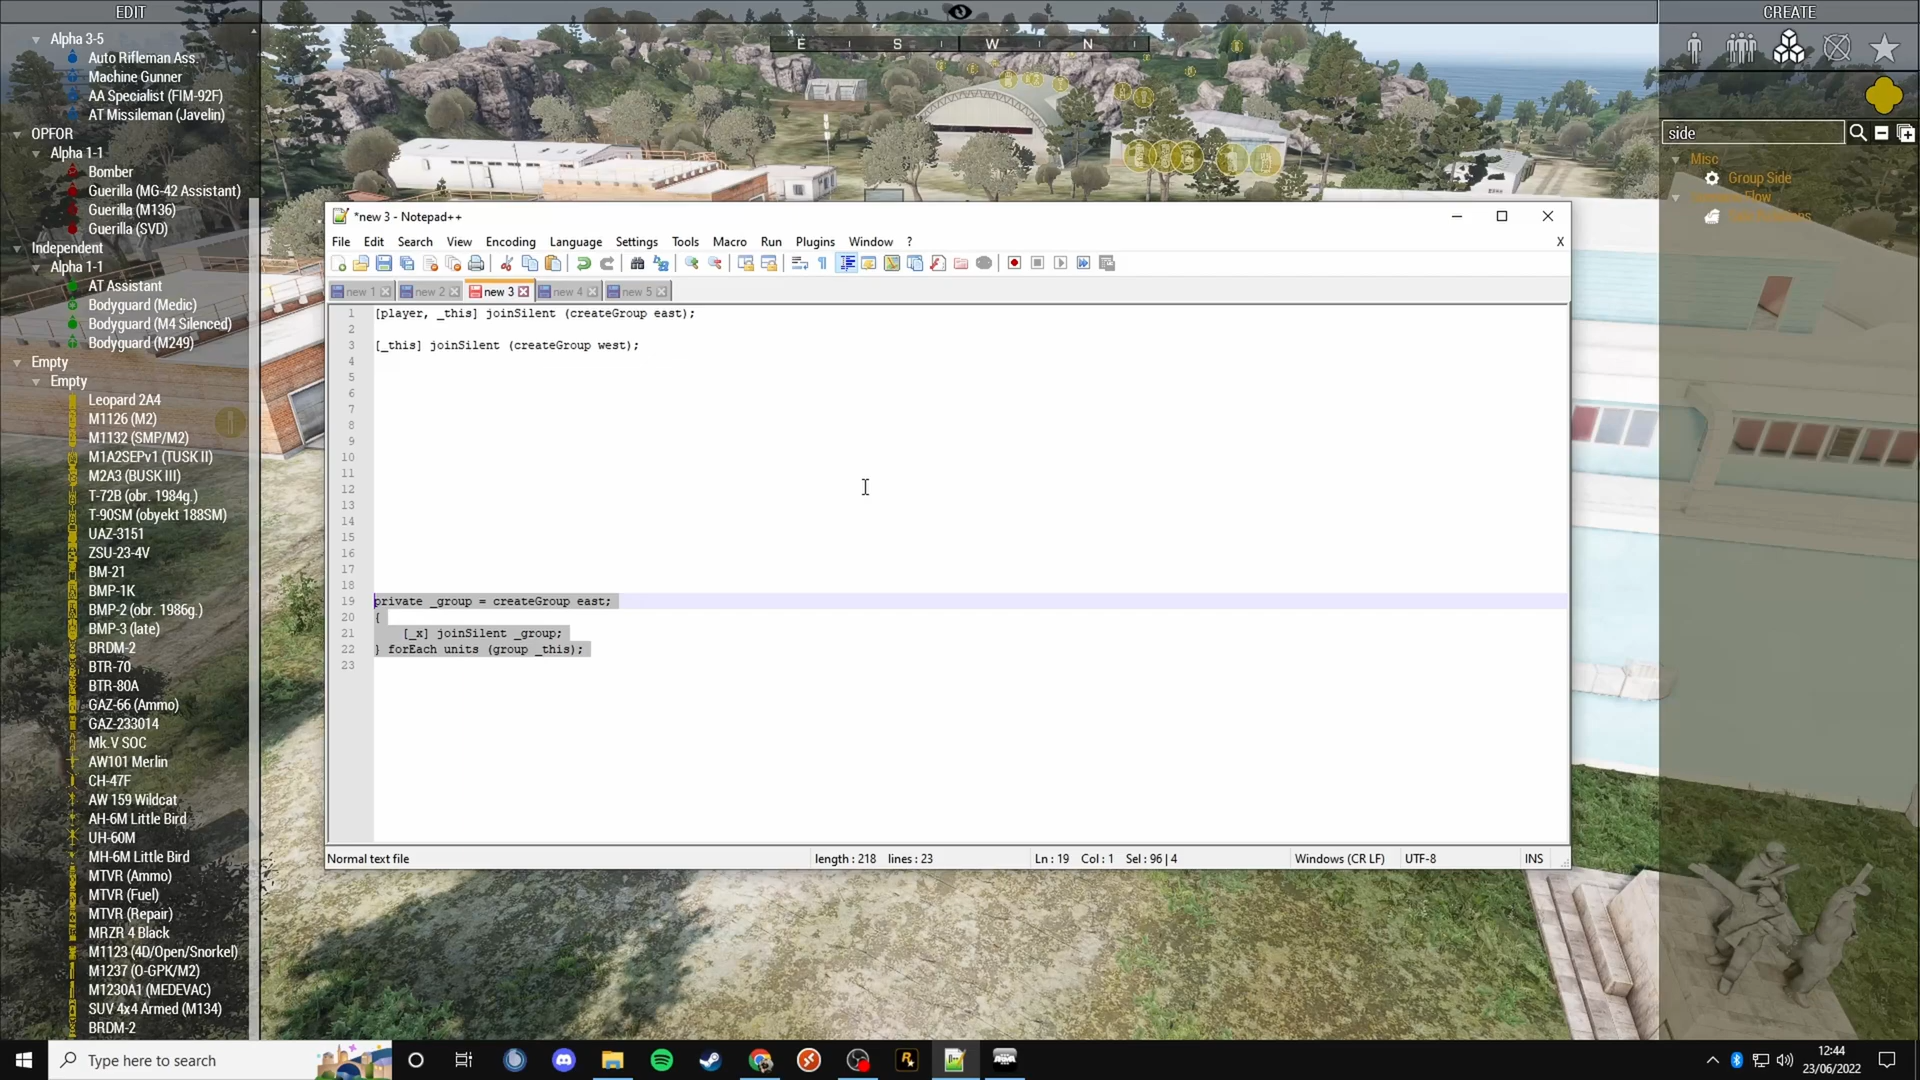 EDIT
Alpha 3-5
Auto Rifleman Ass.
Machine Gunner
AA Specialist (FIM-92F)
AT Missileman (Javelin)
OPFOR
Alpha 1-1
Bomber
Guerilla (MG-42 Assistant)
Guerilla (M136)
Guerilla (SVD)
Independent
Alpha 1-1
AT Assistant
Bodyguard (Medic)
Bodyguard (M4 Silenced)
Bodyguard (M249)
Empty
Empty
Leopard 2A4
M1126 (M2)
M1132 (SMP/M2)
M1A2SEPv1 (TUSK II)
M2A3 (BUSK III)
T-72B (obr. 1984g.)
T-90SM (obyekt 188SM)
UAZ-3151
ZSU-23-4V
BM-21
BMP-1K
BMP-2 (obr. 1986g.)
BMP-3 (late)
BRDM-2
BTR-70
BTR-80A
GAZ-66 (Ammo)
GAZ-233014
Mk.V SOC
AW101 Merlin
CH-47F
AW 159 Wildcat
AH-6M Little Bird
UH-60M
MH-6M Little Bird
MTVR (Ammo)
MTVR (Fuel)
MTVR (Repair)
MRZR 4 Black
M1123 (4D/Open/Snorkel)
M1237 (O-GPK/M2)
M1230A1 (MEDEVAC)
SUV 4x4 Armed (M134)
BRDM-2
E S W N
*new 3 - Notepad++
File Edit Search View Encoding Language Settings Tools Macro Run Plugins Window ? X
new 1 new 2 new 3 new 4 new 5
1 [player, _this] joinSilent (createGroup east);
2
3 [_this] joinSilent (createGroup west);
4
5
6
7
8
9
10
11
12
13
14
15
16
17
18
19 private _group = createGroup east;
20 {
21 [_x] joinSilent _group;
22 } forEach units (group _this);
23
Normal text file length : 218 lines : 23 Ln : 19 Col : 1 Sel : 96 | 4 Windows (CR LF) UTF-8 INS
CREATE
side
Misc
Group Side
Flow
Type here to search
12:44
23/06/2022